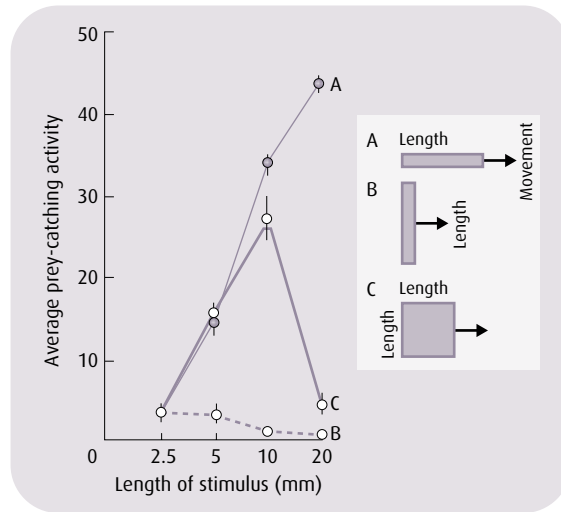 50
40
30
20
10
0
Average prey-catching activity
2.5 5 10 20
Length of stimulus (mm)
A
C
B
A Length
Movement
B
Length
C Length
Length